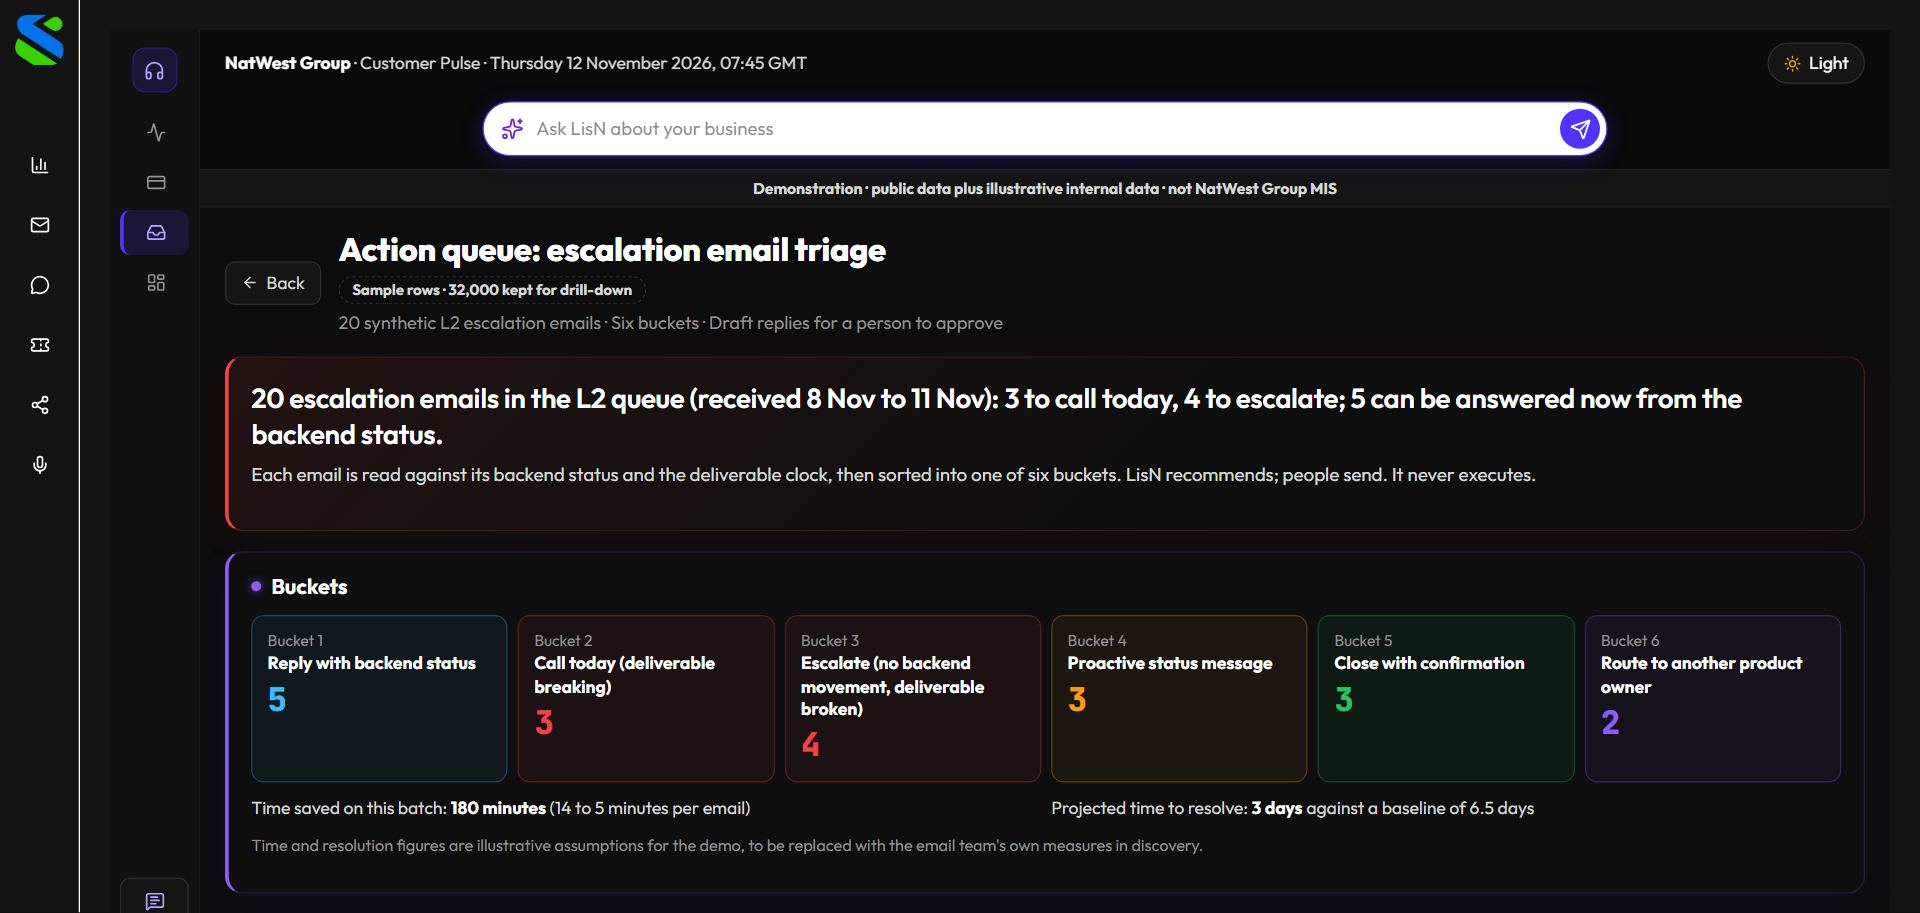 NatWest Group · Customer Pulse · Thursday 12 November 2026, 07:45 GMT
Light
Ask LisN about your business
Demonstration · public data plus illustrative internal data · not NatWest Group MIS
Back
Action queue: escalation email triage
Sample rows · 32,000 kept for drill-down
20 synthetic L2 escalation emails · Six buckets · Draft replies for a person to approve
20 escalation emails in the L2 queue (received 8 Nov to 11 Nov): 3 to call today, 4 to escalate; 5 can be answered now from the
backend status.
Each email is read against its backend status and the deliverable clock, then sorted into one of six buckets. LisN recommends; people send. It never executes.
Buckets
Bucket 1
Reply with backend status
5
Bucket 2
Call today (deliverable
breaking)
3
Bucket 3
Escalate (no backend
movement, deliverable
broken)
4
Bucket 4
Proactive status message
3
Bucket 5
Close with confirmation
3
Bucket 6
Route to another product
owner
2
Time saved on this batch: 180 minutes (14 to 5 minutes per email)
Projected time to resolve: 3 days against a baseline of 6.5 days
Time and resolution figures are illustrative assumptions for the demo, to be replaced with the email team's own measures in discovery.